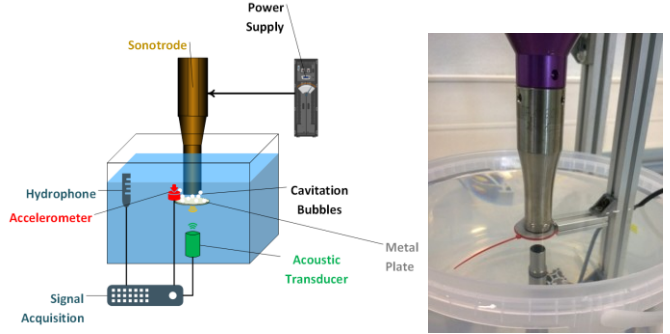 Power
Supply
Sonotrode
Hydrophone
Accelerometer
Cavitation
Bubbles
Metal
Plate
Acoustic
Transducer
Signal
Acquisition